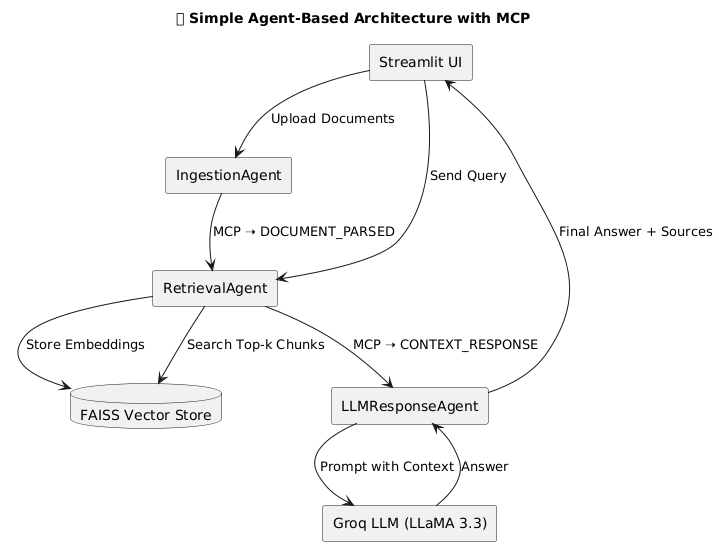 Simple Agent-Based Architecture with MCP
Streamlit UI
Upload Documents
IngestionAgent
Send Query
MCP ➝ DOCUMENT_PARSED
Final Answer + Sources
RetrievalAgent
Store Embeddings
Search Top-k Chunks
MCP ➝ CONTEXT_RESPONSE
FAISS Vector Store
LLMResponseAgent
Prompt with Context
Answer
Groq LLM (LLaMA 3.3)